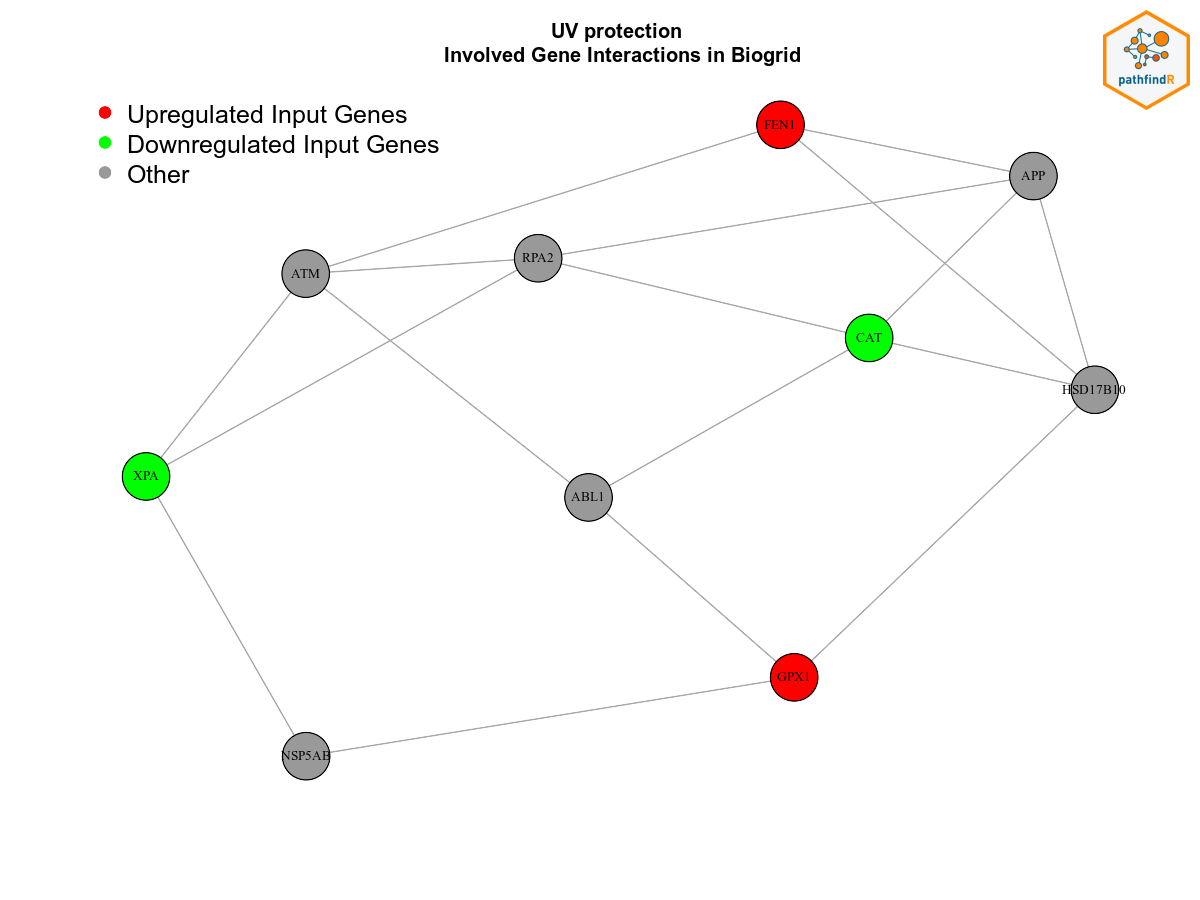 UV protection
Involved Gene Interactions in Biogrid
pathfindR
Upregulated Input Genes
Downregulated Input Genes
Other
FEN1
APP
RPA2
ATM
CAT
HSD17B10
XPA
ABL1
GPX1
NSP5AB